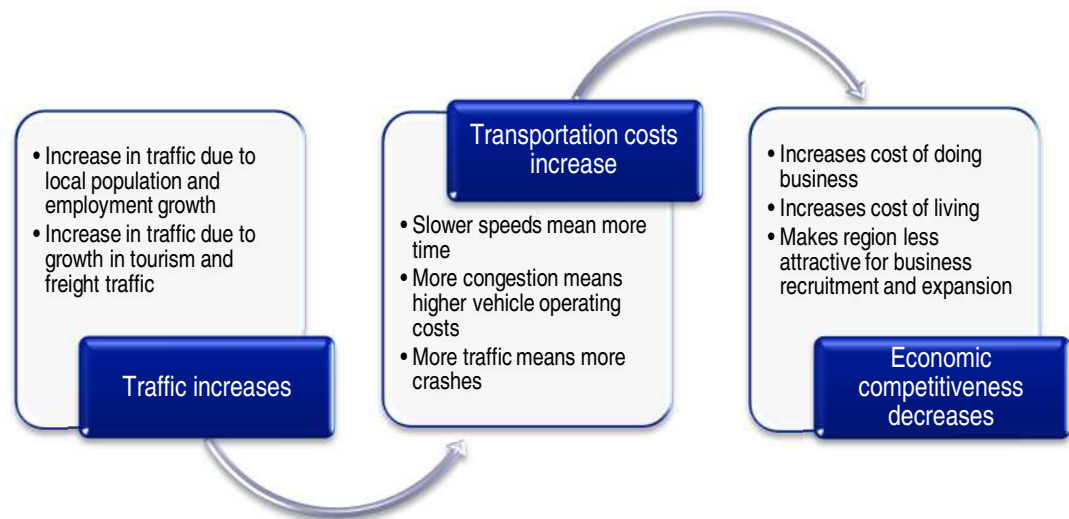 • Increase in traffic due to
local population and
employment growth
• Increase in traffic due to
growth in tourism and
freight traffic
Traffic increases
Transportation costs
increase
• Slower speeds mean more
time
• More congestion means
higher vehicle operating
costs
• More traffic means more
crashes
• Increases cost of doing
business
• Increases cost of living
• Makes region less
attractive for business
recruitment and expansion
Economic
competitiveness
decreases